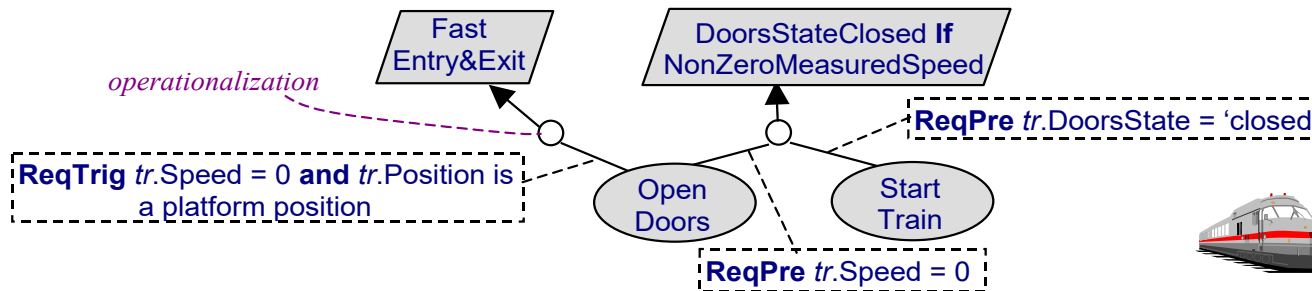 Fast
Entry&Exit
DoorsStateClosed If
NonZeroMeasuredSpeed
operationalization
ReqPre tr.DoorsState = ‘closed
ReqTrig tr.Speed = 0 and tr.Position is
a platform position
Open
Doors
Start
Train
ReqPre tr.Speed = 0